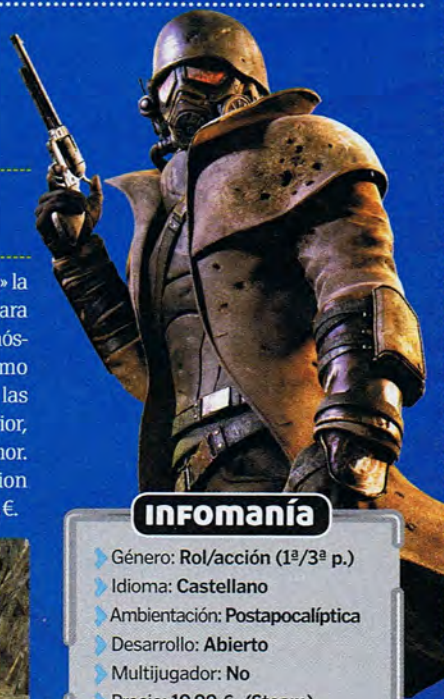 » la
ara
nós-
mo
las
ior,
nor.
ion
€.
INFOMANÍA
Género: Rol/acción (1ª/3ª p.)
Idioma: Castellano
Ambientación: Postapocalíptica
Desarrollo: Abierto
Multijugador: No